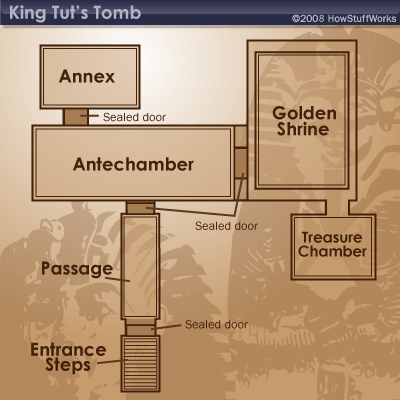 King Tut's Tomb
©2008 HowStuffWorks
Annex
Sealed door
Golden
Shrine
Antechamber
Sealed door
Treasure
Chamber
Passage
Sealed door
Entrance
Steps